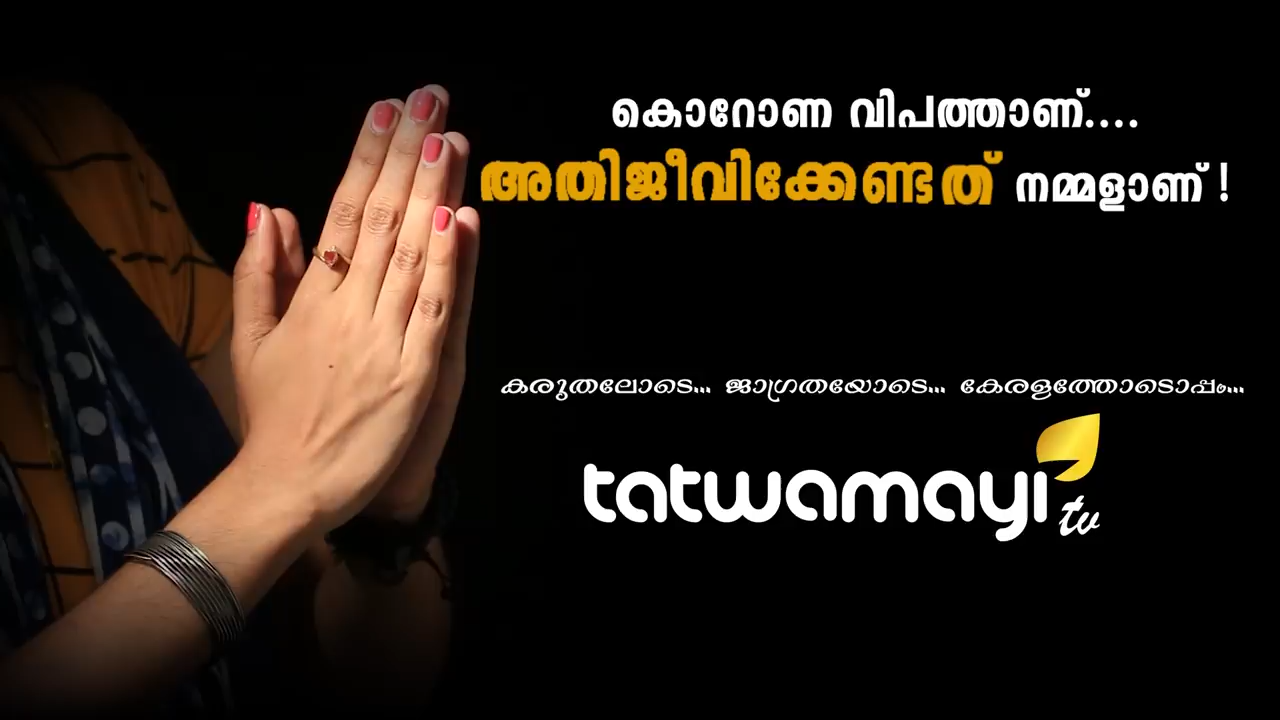 കൊറോണ വിപത്താണ്....
അതിജീവിക്കേണ്ടത് നമ്മളാണ് !
കരുതലോടെ... ജാഗ്രതയോടെ... കേരളത്തോടൊപ്പം...
tatwamayi
tv